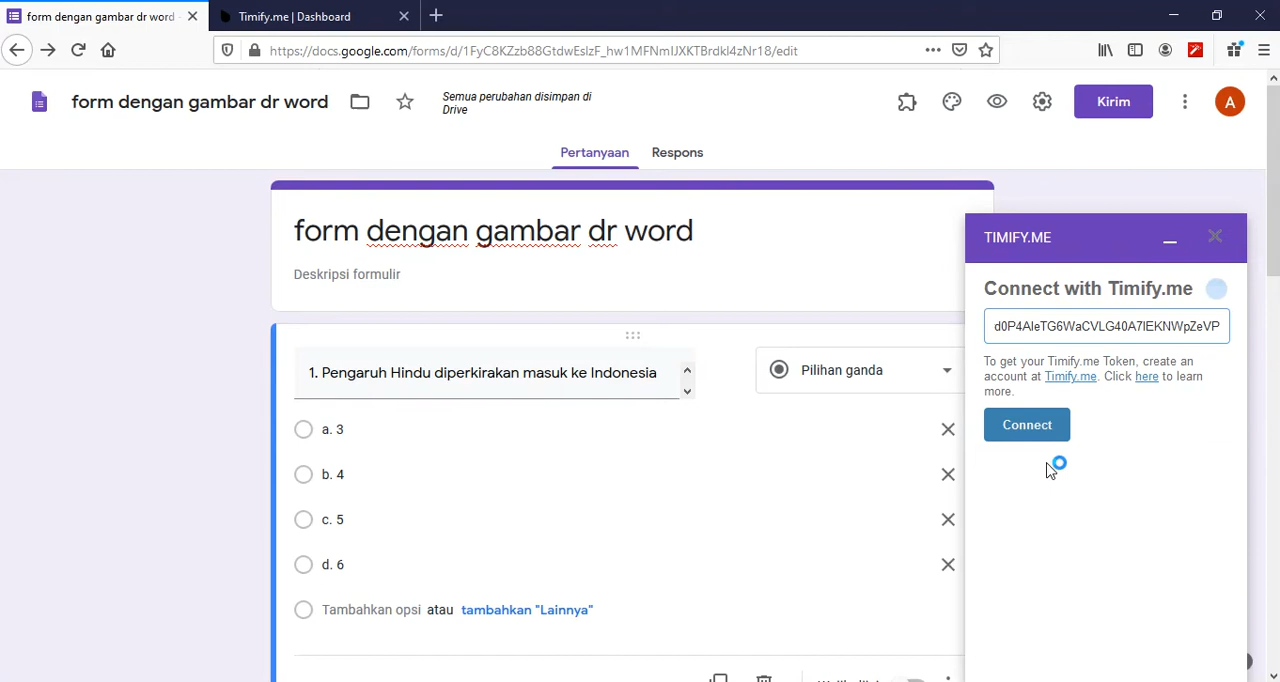 form dengan gambar dr word
Timify.me | Dashboard
https://docs.google.com/forms/d/1FyC8KZzb88GtdwEslzF_hw1MFNmIJXKTBrdkl4zNr18/edit
form dengan gambar dr word
Semua perubahan disimpan di
Drive
Kirim
A
Pertanyaan
Respons
form dengan gambar dr word
Deskripsi formulir
1. Pengaruh Hindu diperkirakan masuk ke Indonesia
Pilihan ganda
a. 3
b. 4
c. 5
d. 6
Tambahkan opsi atau tambahkan "Lainnya"
TIMIFY.ME
Connect with Timify.me
d0P4AleTG6WaCVLG40A7lEKNWpZeVP
To get your Timify.me Token, create an
account at Timify.me. Click here to learn
more.
Connect